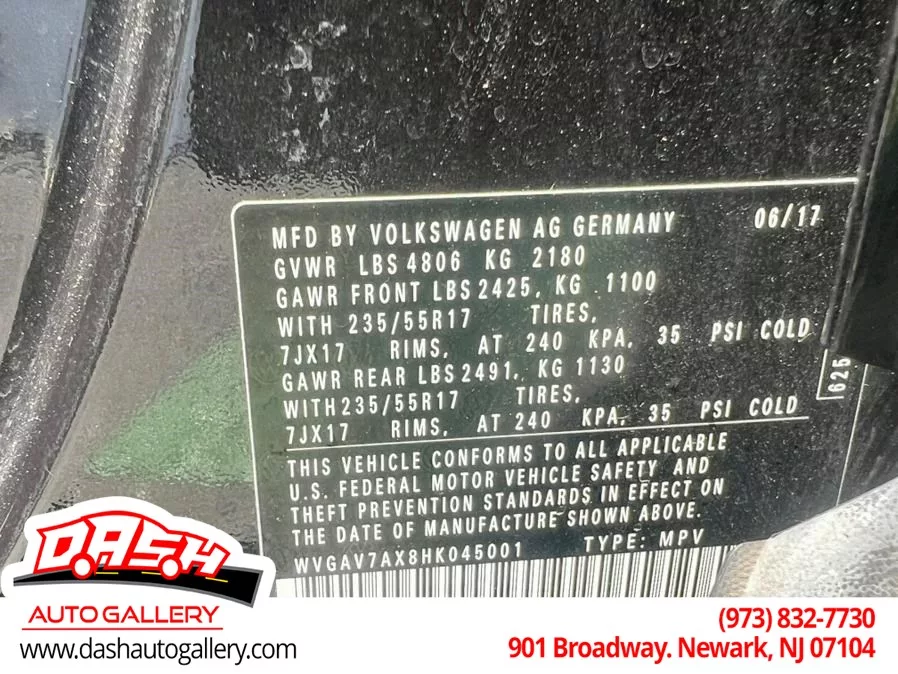 MFD BY VOLKSWAGEN AG GERMANY 06/17
GVWR LBS 4806 KG 2180
GAWR FRONT LBS 2425, KG 1100
WITH 235/55R17 TIRES,
7JX17 RIMS, AT 240 KPA, 35 PSI COLD
GAWR REAR LBS 2491, KG 1130
WITH 235/55R17 TIRES,
7JX17 RIMS, AT 240 KPA, 35 PSI COLD
625
THIS VEHICLE CONFORMS TO ALL APPLICABLE
U.S. FEDERAL MOTOR VEHICLE SAFETY AND
THEFT PREVENTION STANDARDS IN EFFECT ON
THE DATE OF MANUFACTURE SHOWN ABOVE.
WVGAV7AX8HK045001 TYPE: MPV
DASH
AUTO GALLERY
www.dashautogallery.com
(973) 832-7730
901 Broadway. Newark, NJ 07104